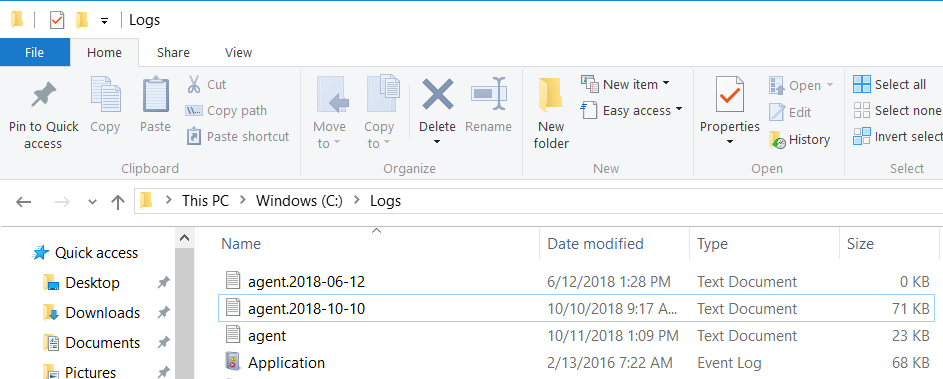 Logs
File Home Share View
Pin to Quick access
Copy
Paste
Cut
Copy path
Paste shortcut
Clipboard
Move to
Copy to
Delete
Rename
Organize
New folder
New item
Easy access
New
Properties
Open
Edit
History
Open
Select all
Select none
Invert select
Select
This PC > Windows (C:) > Logs
Quick access
Desktop
Downloads
Documents
Pictures
Name Date modified Type Size
agent.2018-06-12 6/12/2018 1:28 PM Text Document 0 KB
agent.2018-10-10 10/10/2018 9:17 A... Text Document 71 KB
agent 10/11/2018 1:09 PM Text Document 23 KB
Application 2/13/2016 7:22 AM Event Log 68 KB